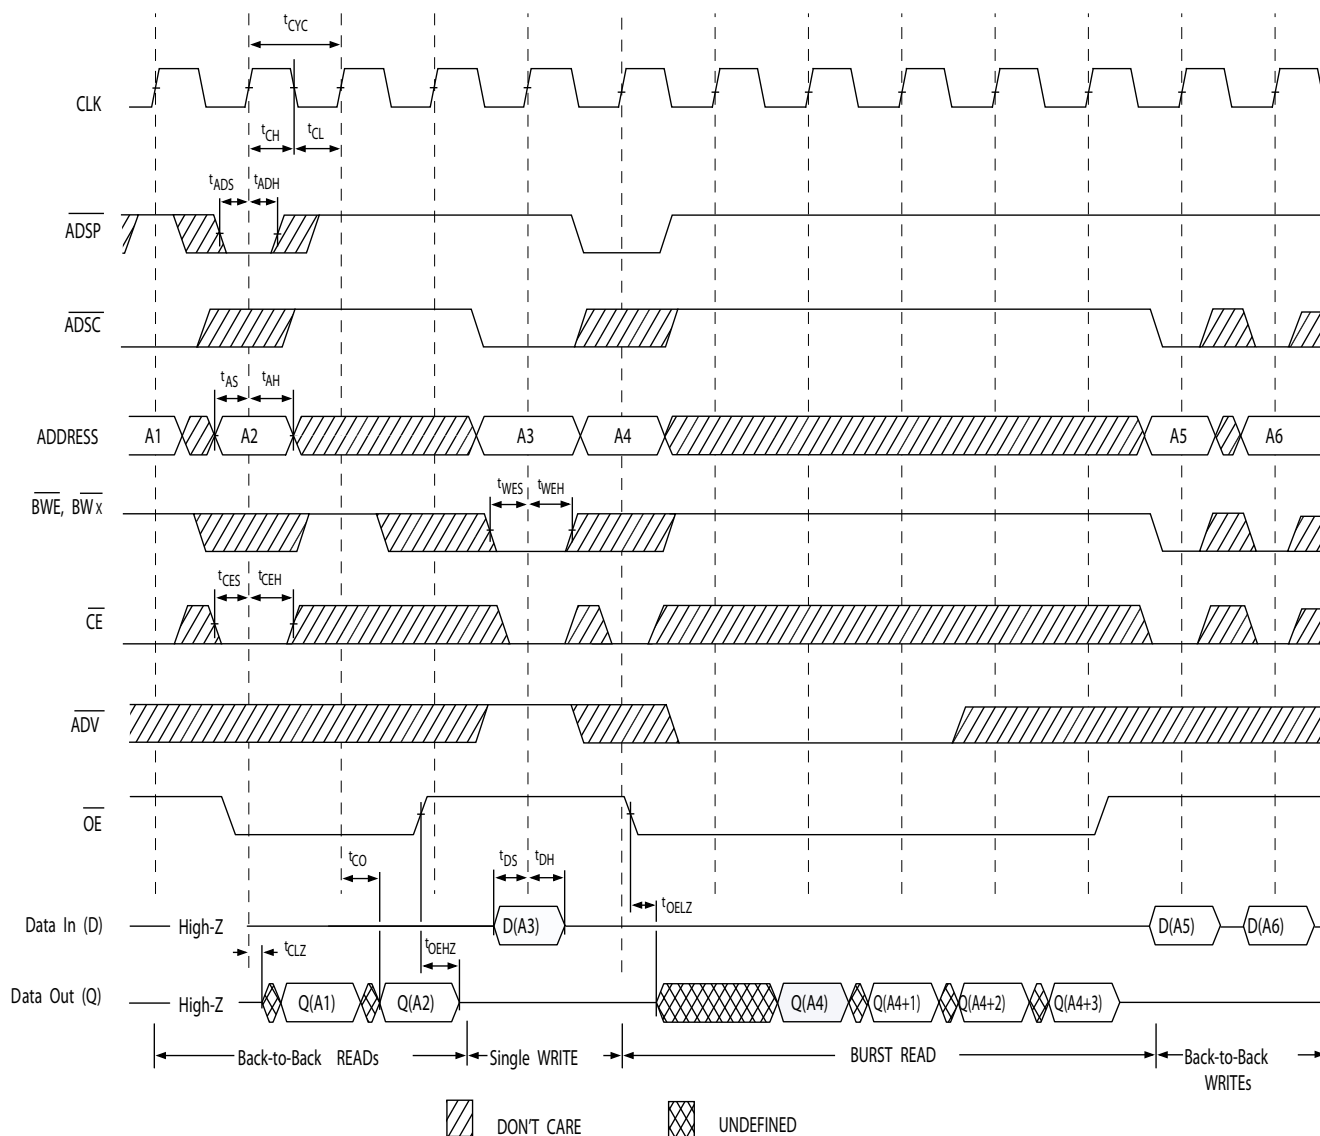 tCYC
CLK
tCH tCL
tADS tADH
ADSP
ADSC
tAS tAH
ADDRESS A1 A2 A3 A4 A5 A6
BWE, BWx
tWES tWEH
tCES tCEH
CE
ADV
OE
tCO tDS tDH
tOELZ
Data In (D) High-Z D(A3) D(A5) D(A6)
tCLZ tOEHZ
Data Out (Q) High-Z Q(A1) Q(A2) Q(A4) Q(A4+1) Q(A4+2) Q(A4+3)
Back-to-Back READs Single WRITE BURST READ Back-to-Back
WRITEs
DON'T CARE UNDEFINED